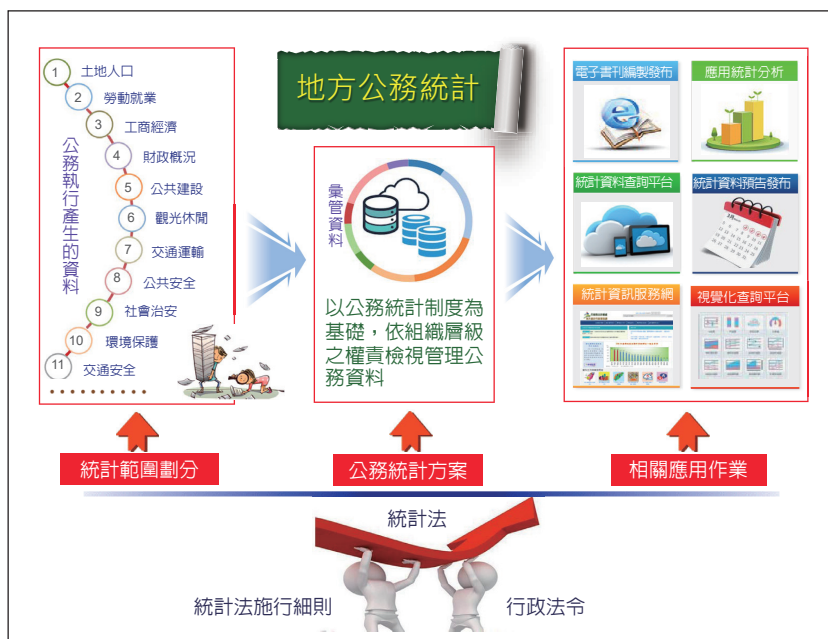 地方公務統計
公務執行產生的資料
1 土地人口
2 勞動就業
3 工商經濟
4 財政概況
5 公共建設
6 觀光休閒
7 交通運輸
8 公共安全
9 社會治安
10 環境保護
11 交通安全
彙管資料
以公務統計制度為
基礎，依組織層級
之權責檢視管理公
務資料
電子書刊編製發布
應用統計分析
統計資料查詢平台
統計資料預告發布
統計資訊服務網
視覺化查詢平台
統計範圍劃分
公務統計方案
相關應用作業
統計法
統計法施行細則
行政法令